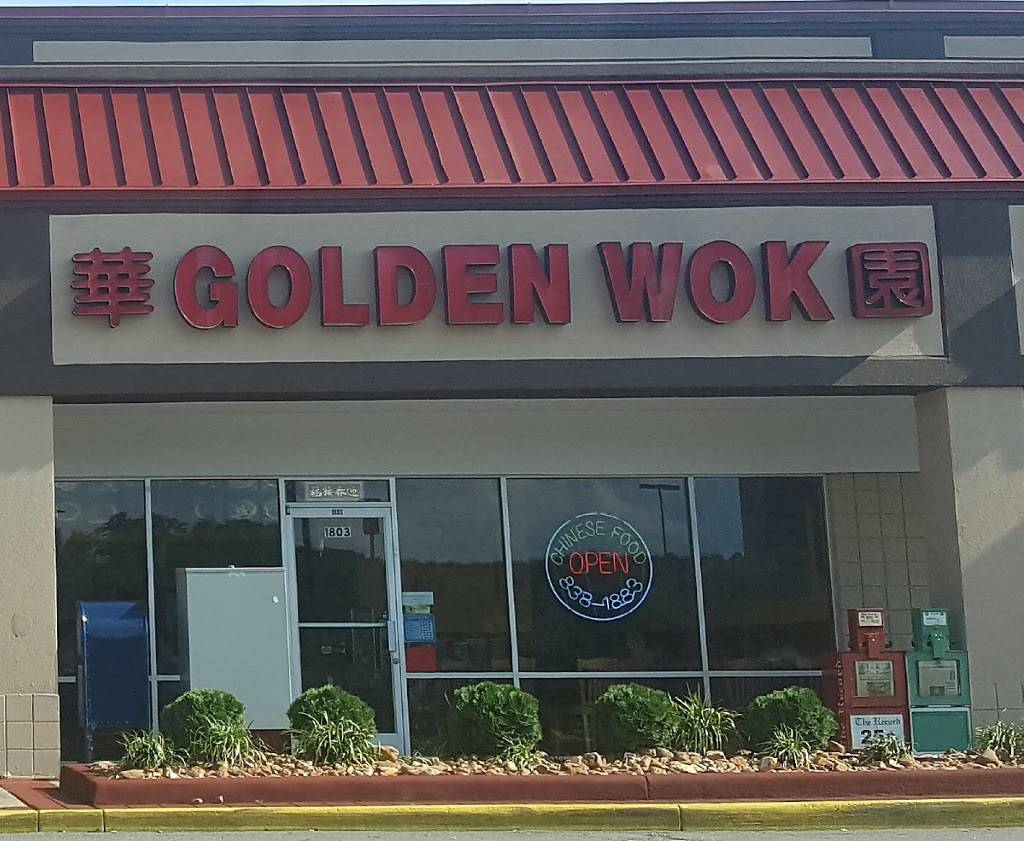 華 GOLDEN WOK 園
1803
CHINESE FOOD
OPEN
838-1883
The Record
25¢